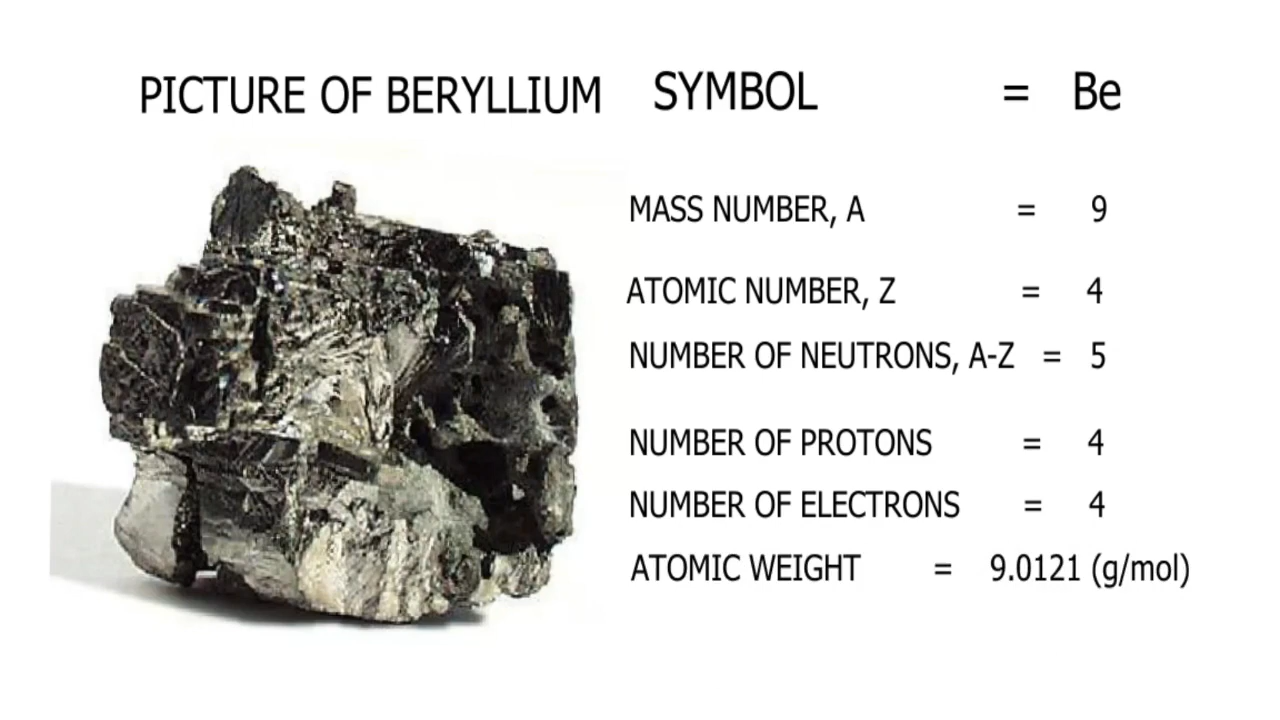 PICTURE OF BERYLLIUM
SYMBOL = Be
MASS NUMBER, A = 9
ATOMIC NUMBER, Z = 4
NUMBER OF NEUTRONS, A-Z = 5
NUMBER OF PROTONS = 4
NUMBER OF ELECTRONS = 4
ATOMIC WEIGHT = 9.0121 (g/mol)